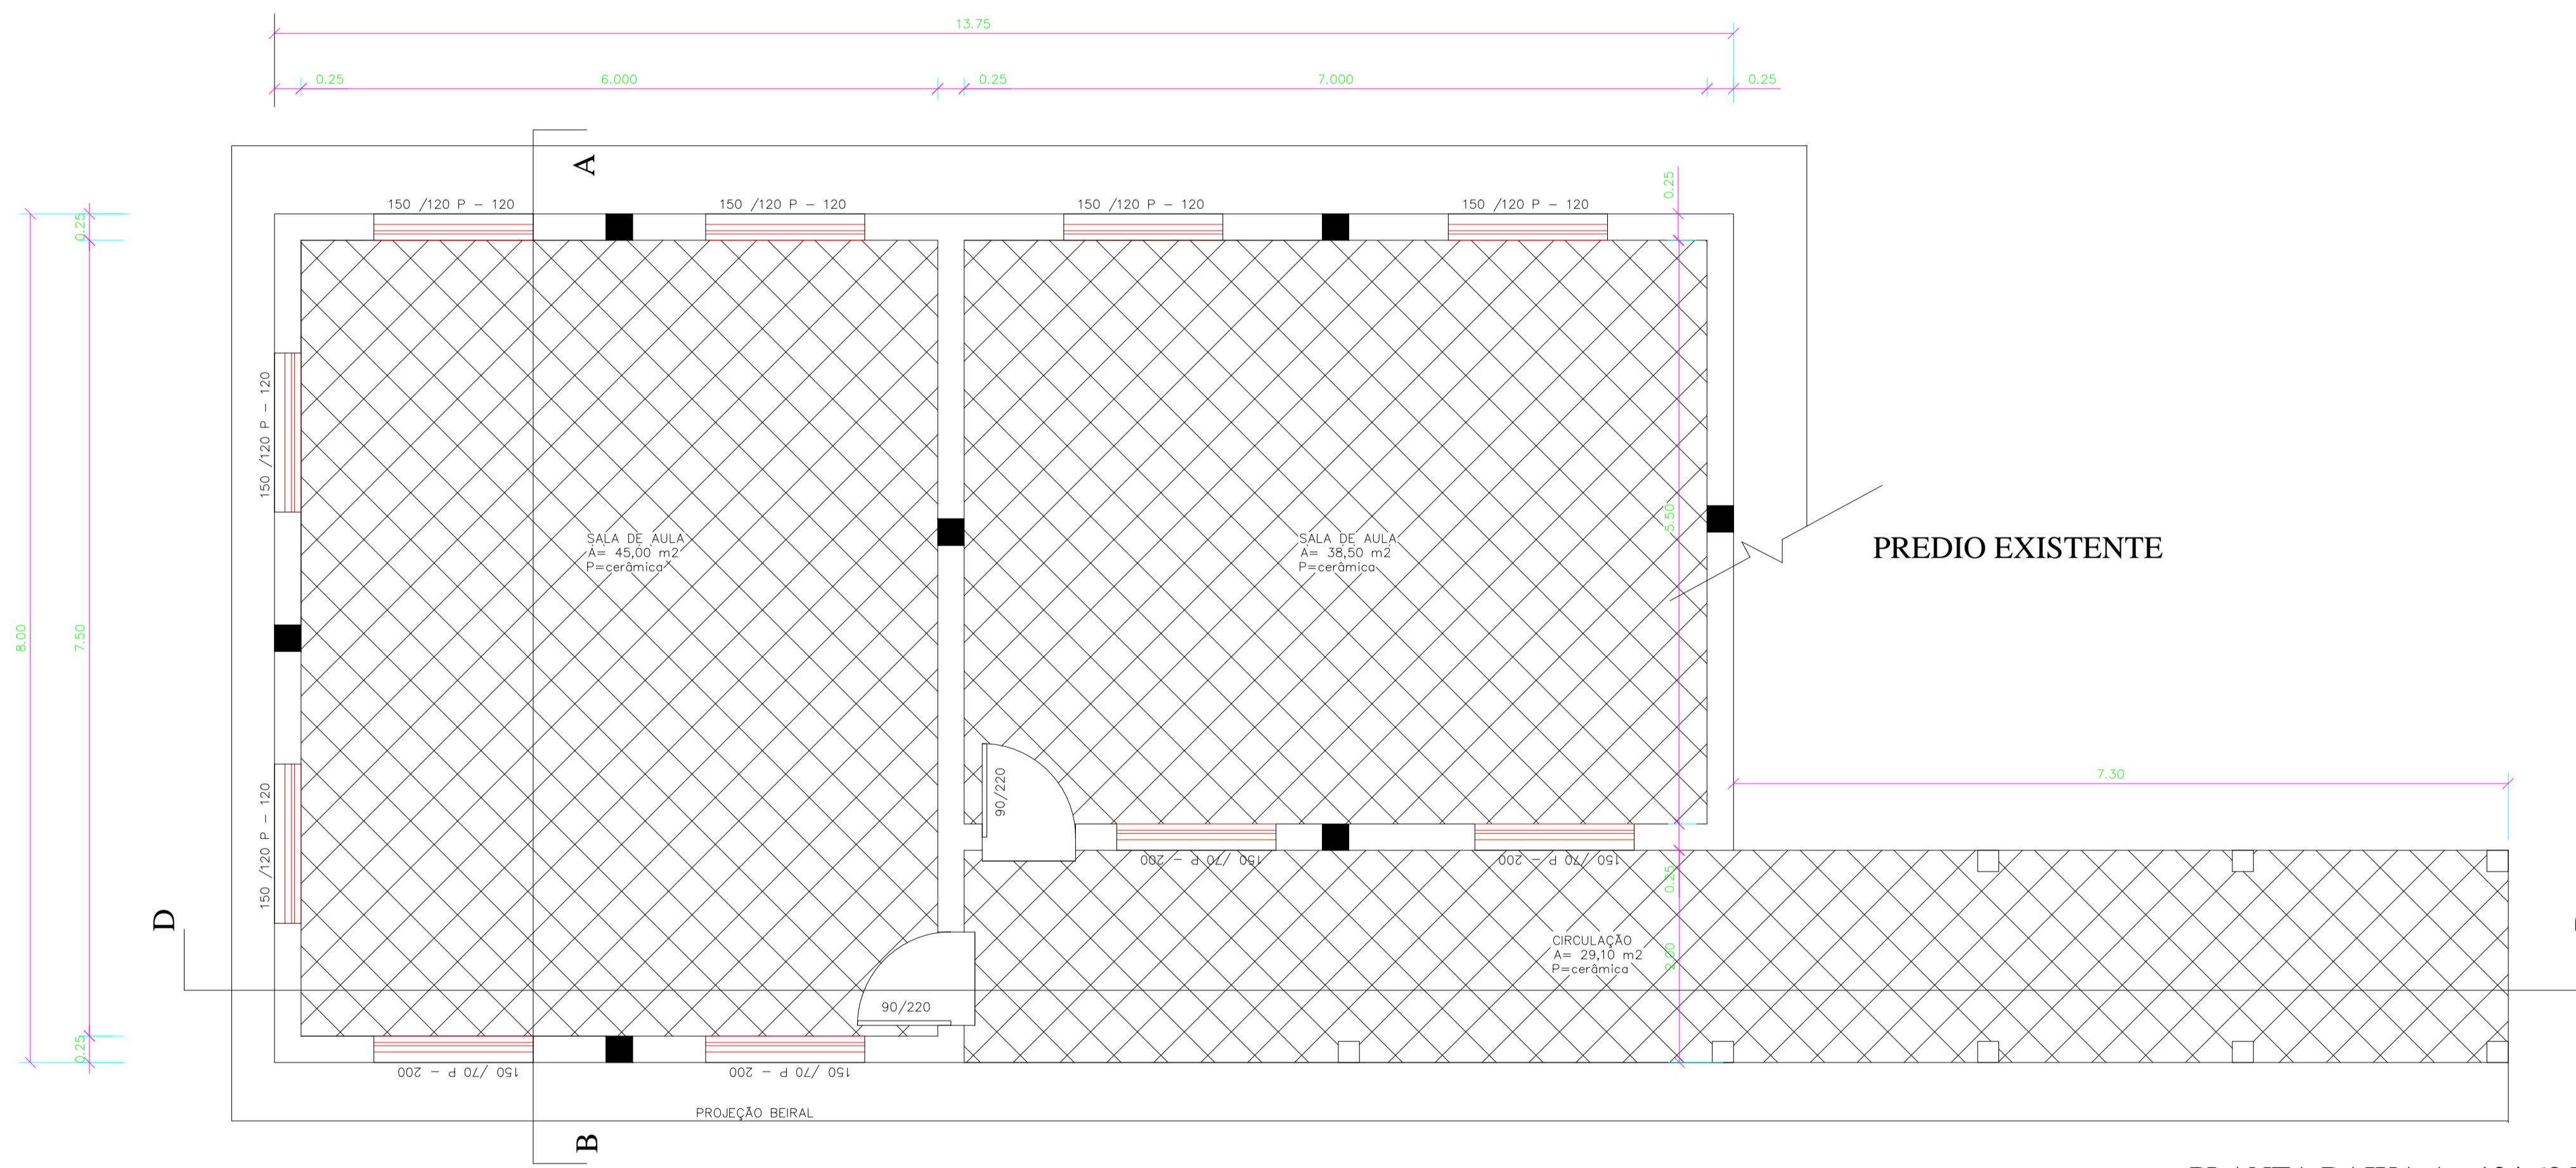 13.75
0.25
6.000
0.25
7.000
0.25
A
150 /120 P - 120
150 /120 P - 120
150 /120 P - 120
150 /120 P - 120
0.25
0.25
150 /120 P - 120
SALA DE AULA
A= 45,00 m2
P=cerâmica
SALA DE AULA
A= 38,50 m2
P=cerâmica
5.50
PREDIO EXISTENTE
8.00
7.50
90/220
7.30
150 /120 P - 120
150 /70 P - 200
150 /70 P - 200
0.25
D
CIRCULAÇÃO
A= 29,10 m2
P=cerâmica
2.00
90/220
0.25
150 /70 P - 200
150 /70 P - 200
PROJEÇÃO BEIRAL
B